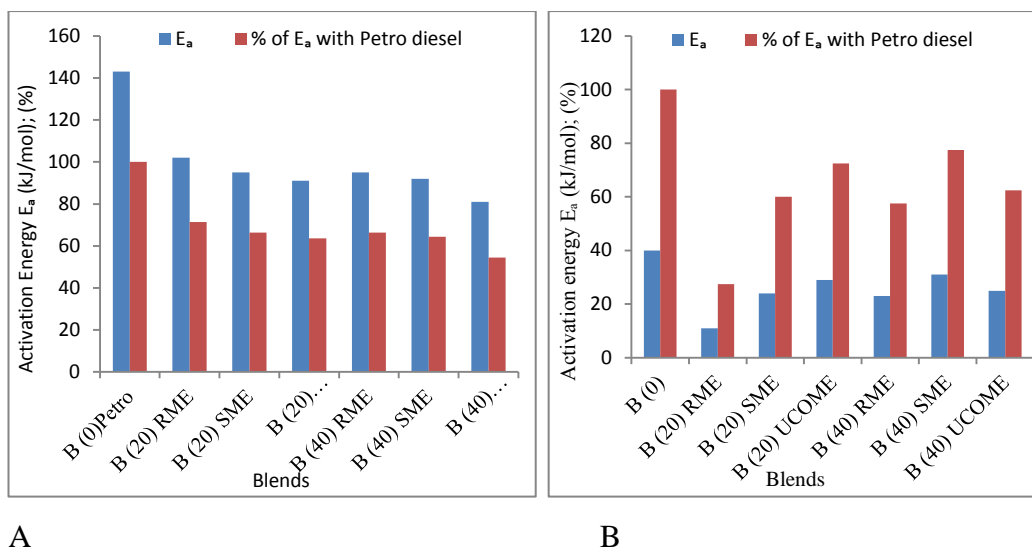 160
140
120
100
80
60
40
20
0
Activation Energy Eₐ (kJ/mol); (%)
Eₐ
% of Eₐ with Petro diesel
B (0)Petro
B (20) RME
B (20) SME
B (20)…
B (40) RME
B (40) SME
B (40)…
Blends
120
100
80
60
40
20
0
Activation energy Eₐ (kJ/mol); (%)
Eₐ
% of Eₐ with Petro diesel
B (0)
B (20) RME
B (20) SME
B (20) UCOME
B (40) RME
B (40) SME
B (40) UCOME
Blends
A
B